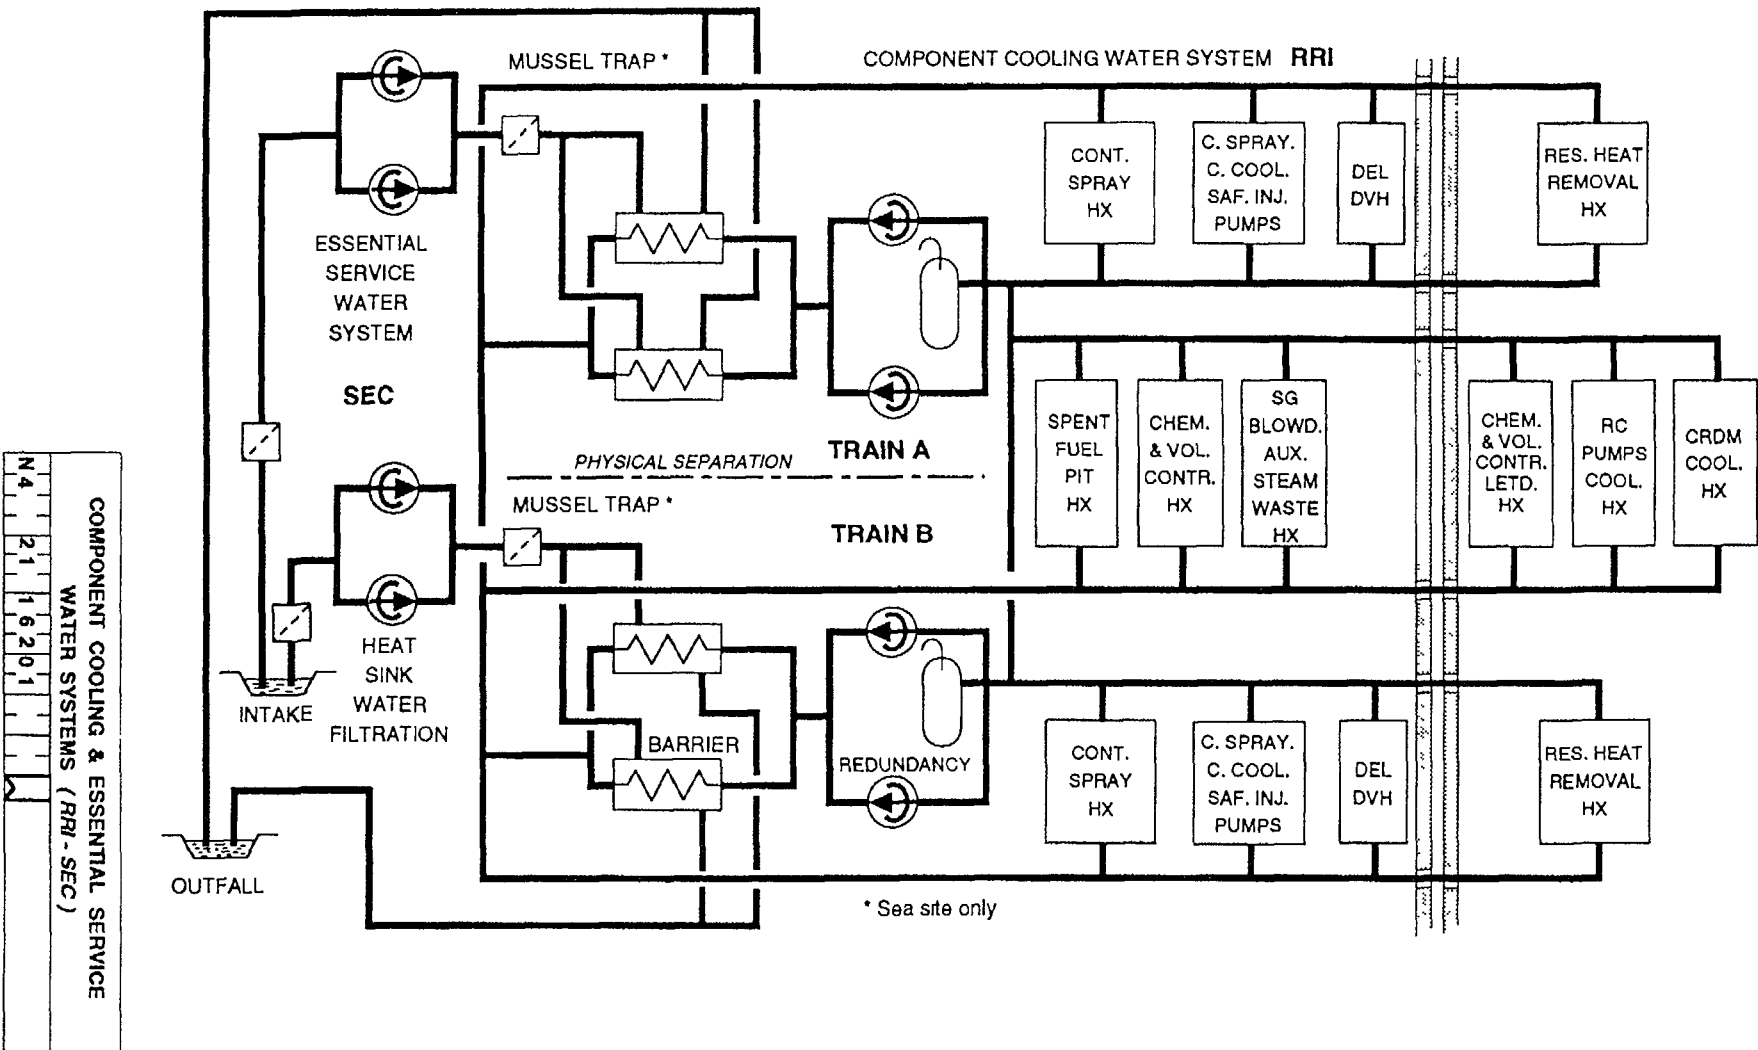 MUSSEL TRAP *
COMPONENT COOLING WATER SYSTEM RRI
CONT.
SPRAY
HX
C. SPRAY.
C. COOL.
SAF. INJ.
PUMPS
DEL
DVH
RES. HEAT
REMOVAL
HX
ESSENTIAL
SERVICE
WATER
SYSTEM
SEC
TRAIN A
PHYSICAL SEPARATION
MUSSEL TRAP *
TRAIN B
SPENT
FUEL
PIT
HX
CHEM.
& VOL.
CONTR.
HX
SG
BLOWD.
AUX.
STEAM
WASTE
HX
CHEM.
& VOL.
CONTR.
LETD.
HX
RC
PUMPS
COOL.
HX
CRDM
COOL.
HX
INTAKE
HEAT
SINK
WATER
FILTRATION
BARRIER
REDUNDANCY
CONT.
SPRAY
HX
C. SPRAY.
C. COOL.
SAF. INJ.
PUMPS
DEL
DVH
RES. HEAT
REMOVAL
HX
OUTFALL
* Sea site only
COMPONENT COOLING & ESSENTIAL SERVICE
WATER SYSTEMS (RRI - SEC)
N4 21 16201